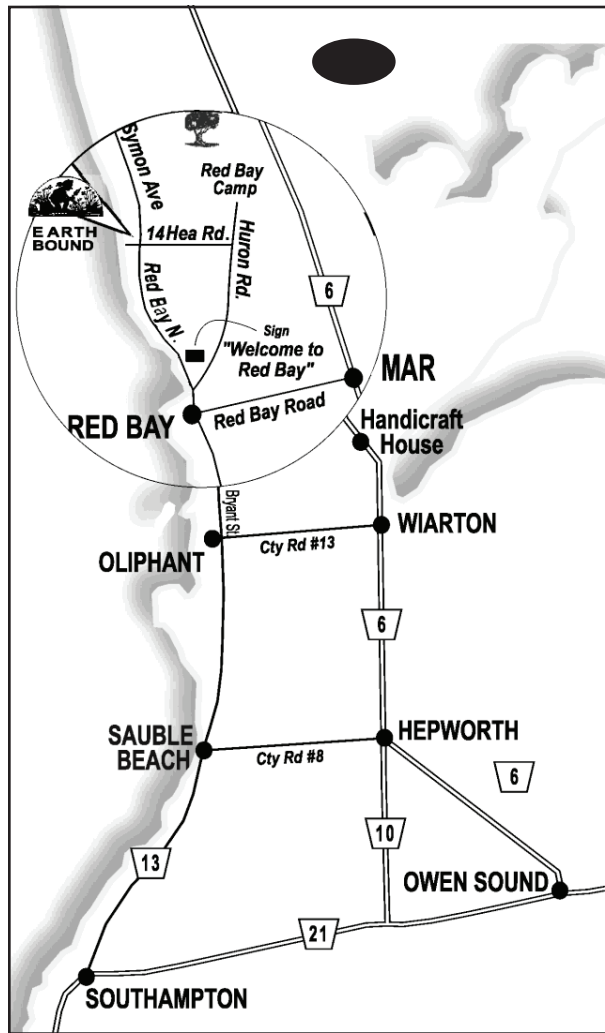 Symon Ave
Red Bay
Camp
EARTH
BOUND
14Hea Rd.
Huron Rd.
Red Bay N.
6
Sign
"Welcome to
Red Bay"
MAR
RED BAY
Red Bay Road
Handicraft
House
Bryant St.
WIARTON
OLIPHANT
Cty Rd #13
6
SAUBLE
BEACH
HEPWORTH
Cty Rd #8
6
10
13
OWEN SOUND
21
SOUTHAMPTON